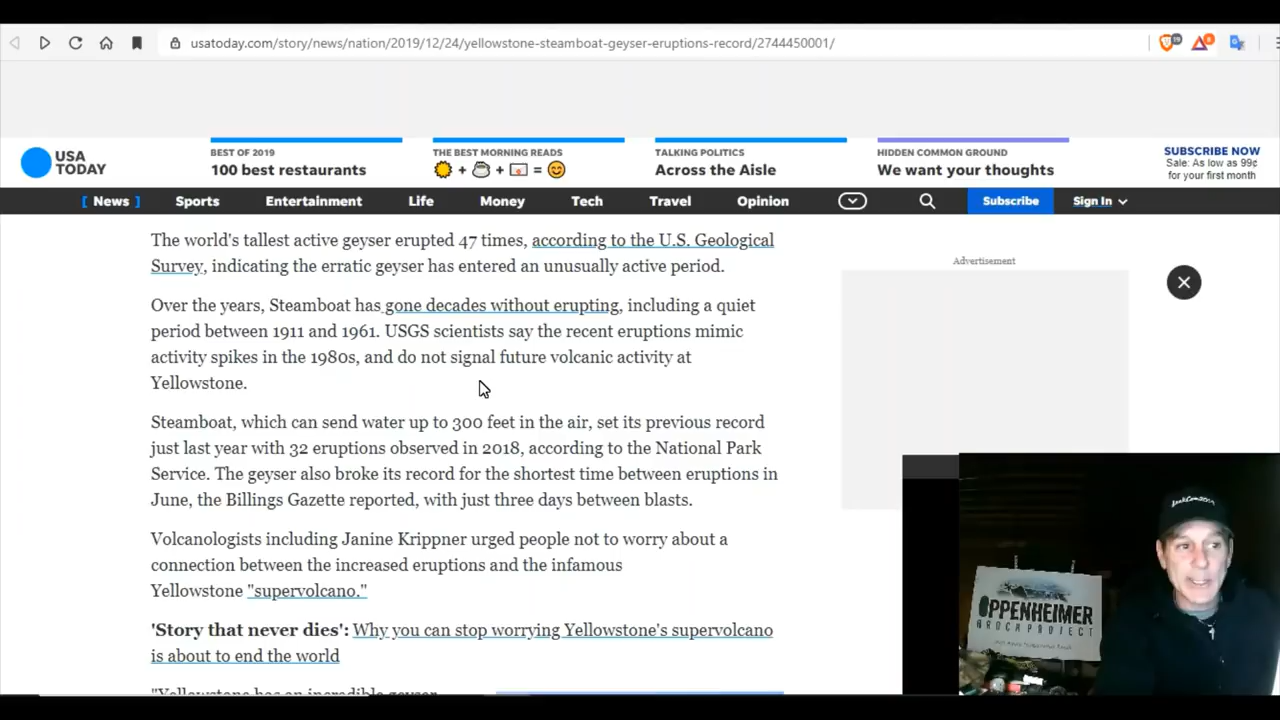 usatoday.com/story/news/nation/2019/12/24/yellowstone-steamboat-geyser-eruptions-record/2744450001/
USA TODAY
BEST OF 2019
100 best restaurants
THE BEST MORNING READS
TALKING POLITICS
Across the Aisle
HIDDEN COMMON GROUND
We want your thoughts
SUBSCRIBE NOW
Sale: As low as 99¢
for your first month
[ News ] Sports Entertainment Life Money Tech Travel Opinion Subscribe Sign In
The world's tallest active geyser erupted 47 times, according to the U.S. Geological
Survey, indicating the erratic geyser has entered an unusually active period.
Over the years, Steamboat has gone decades without erupting, including a quiet
period between 1911 and 1961. USGS scientists say the recent eruptions mimic
activity spikes in the 1980s, and do not signal future volcanic activity at
Yellowstone.
Steamboat, which can send water up to 300 feet in the air, set its previous record
just last year with 32 eruptions observed in 2018, according to the National Park
Service. The geyser also broke its record for the shortest time between eruptions in
June, the Billings Gazette reported, with just three days between blasts.
Volcanologists including Janine Krippner urged people not to worry about a
connection between the increased eruptions and the infamous
Yellowstone "supervolcano."
'Story that never dies': Why you can stop worrying Yellowstone's supervolcano
is about to end the world
"Yellowstone has an incredible geyser
Advertisement
OPPENHEIMER